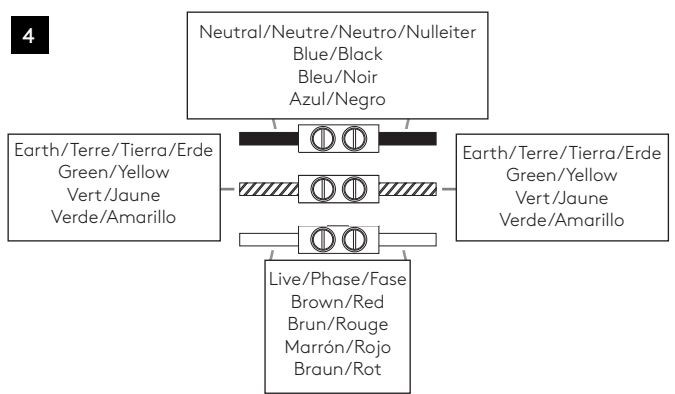 4
Neutral/Neutre/Neutro/Nulleiter
Blue/Black
Bleu/Noir
Azul/Negro
Earth/Terre/Tierra/Erde
Green/Yellow
Vert/Jaune
Verde/Amarillo
Earth/Terre/Tierra/Erde
Green/Yellow
Vert/Jaune
Verde/Amarillo
Live/Phase/Fase
Brown/Red
Brun/Rouge
Marrón/Rojo
Braun/Rot